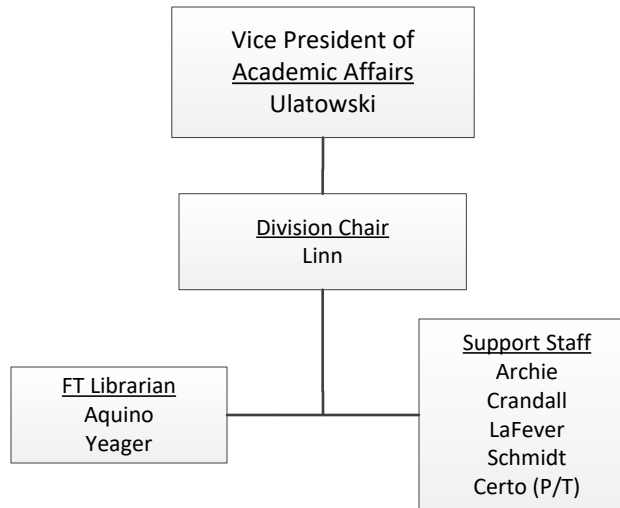 Vice President of
Academic Affairs
Ulatowski
Division Chair
Linn
FT Librarian
Aquino
Yeager
Support Staff
Archie
Crandall
LaFever
Schmidt
Certo (P/T)